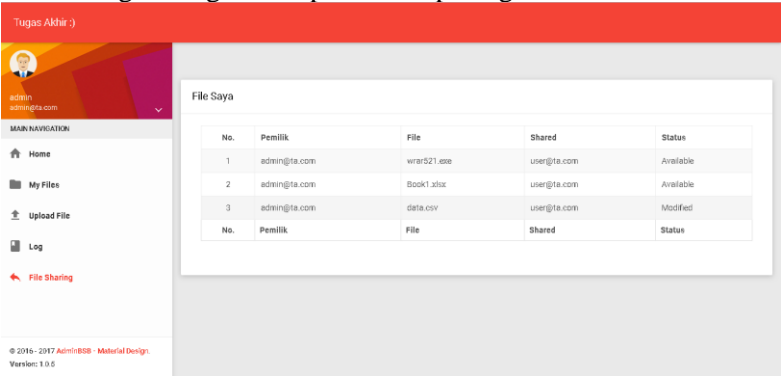 Tugas Akhir :)
admin
admin@ta.com
MAIN NAVIGATION
Home
My Files
Upload File
Log
File Sharing
© 2016 - 2017 AdminBSB - Material Design.
Version: 1.0.5
File Saya
No. Pemilik File Shared Status
1 admin@ta.com wrar521.exe user@ta.com Available
2 admin@ta.com Book1.xlsx user@ta.com Available
3 admin@ta.com data.csv user@ta.com Modified
No. Pemilik File Shared Status